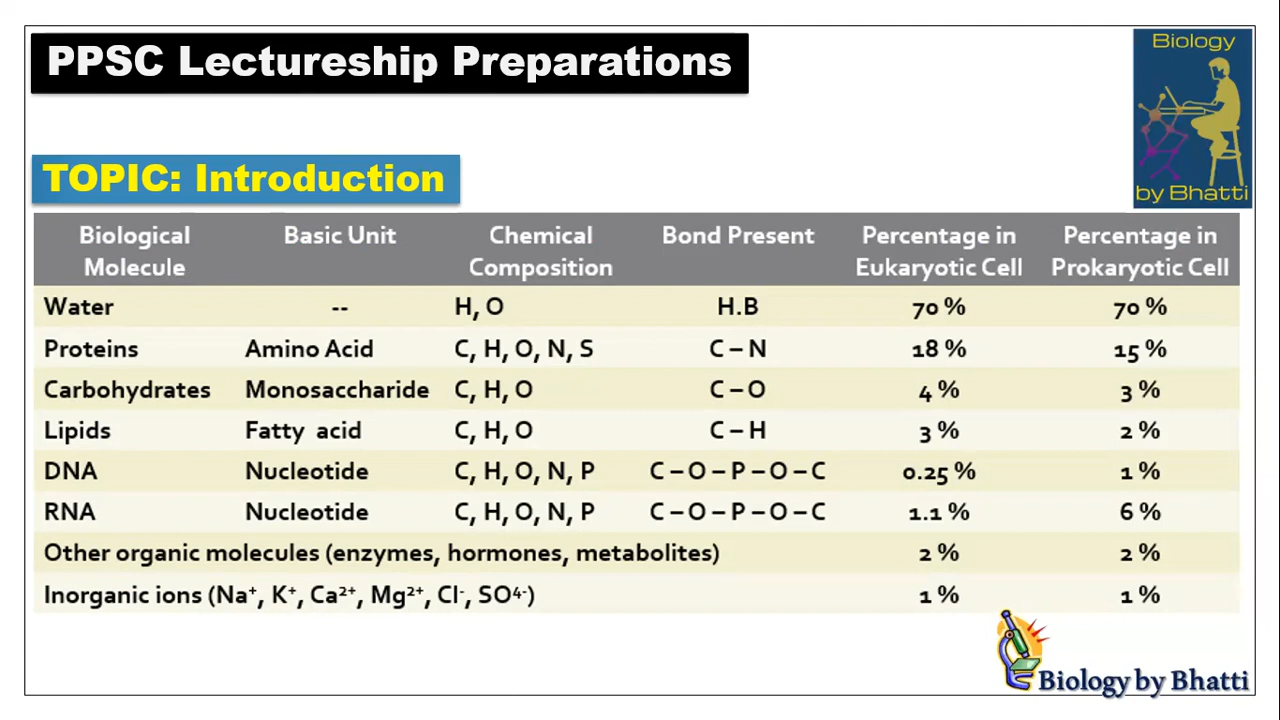 PPSC Lectureship Preparations
Biology
by Bhatti
TOPIC: Introduction
Biological Molecule Basic Unit Chemical Composition Bond Present Percentage in Eukaryotic Cell Percentage in Prokaryotic Cell
Water -- H, O H.B 70 % 70 %
Proteins Amino Acid C, H, O, N, S C – N 18 % 15 %
Carbohydrates Monosaccharide C, H, O C – O 4 % 3 %
Lipids Fatty acid C, H, O C – H 3 % 2 %
DNA Nucleotide C, H, O, N, P C – O – P – O – C 0.25 % 1 %
RNA Nucleotide C, H, O, N, P C – O – P – O – C 1.1 % 6 %
Other organic molecules (enzymes, hormones, metabolites) 2 % 2 %
Inorganic ions (Na⁺, K⁺, Ca²⁺, Mg²⁺, Cl⁻, SO⁴⁻) 1 % 1 %
Biology by Bhatti